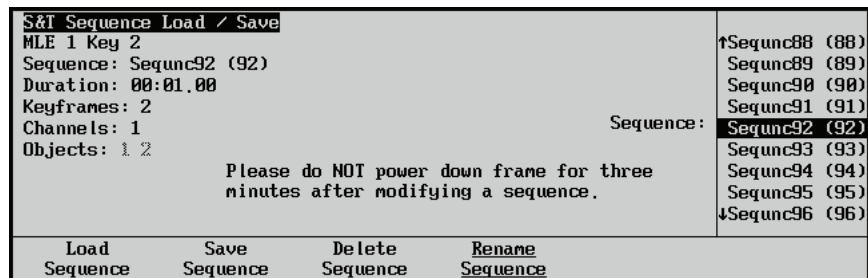 S&T Sequence Load / Save
MLE 1 Key 2
Sequence: Sequnc92 (92)
Duration: 00:01.00
Keyframes: 2
Channels: 1
Objects: 1 2
Please do NOT power down frame for three
minutes after modifying a sequence.
Sequence:
↑Sequnc88 (88)
Sequnc89 (89)
Sequnc90 (90)
Sequnc91 (91)
Sequnc92 (92)
Sequnc93 (93)
Sequnc94 (94)
Sequnc95 (95)
↓Sequnc96 (96)
Load
Sequence
Save
Sequence
Delete
Sequence
Rename
Sequence